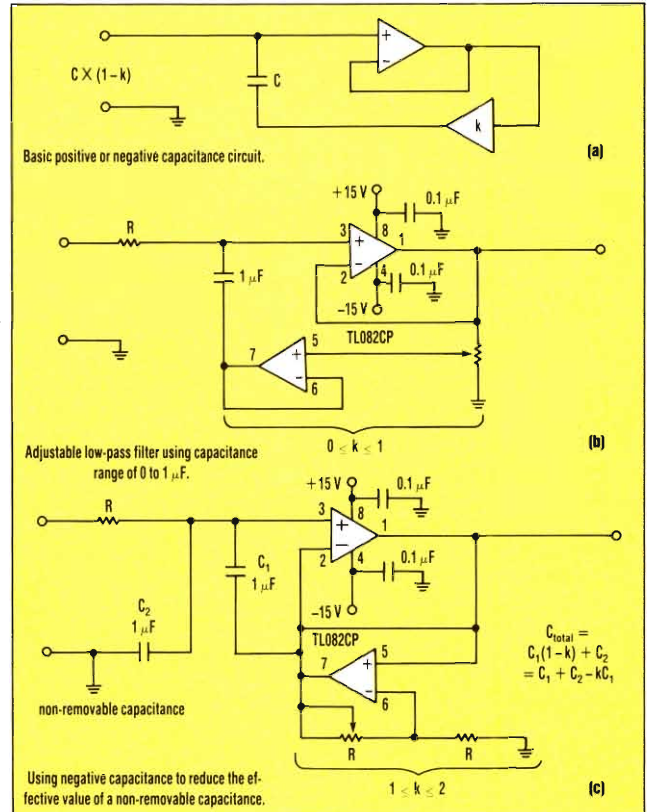 C × (1−k)
C
+
−
k
Basic positive or negative capacitance circuit.
(a)
+15 V
0.1 µF
R
3
8
1
+
−
2
4
0.1 µF
1 µF
−15 V
TL082CP
7
5
+
−
6
0 ≤ k ≤ 1
(b)
Adjustable low-pass filter using capacitance
range of 0 to 1 µF.
+15 V
0.1 µF
R
3
8
1
+
−
2
4
0.1 µF
C1
1 µF
C2
1 µF
−15 V
TL082CP
7
5
+
−
6
Ctotal =
C1(1−k) + C2
= C1 + C2 − kC1
non-removable capacitance
R
R
1 ≤ k ≤ 2
Using negative capacitance to reduce the ef-
fective value of a non-removable capacitance.
(c)